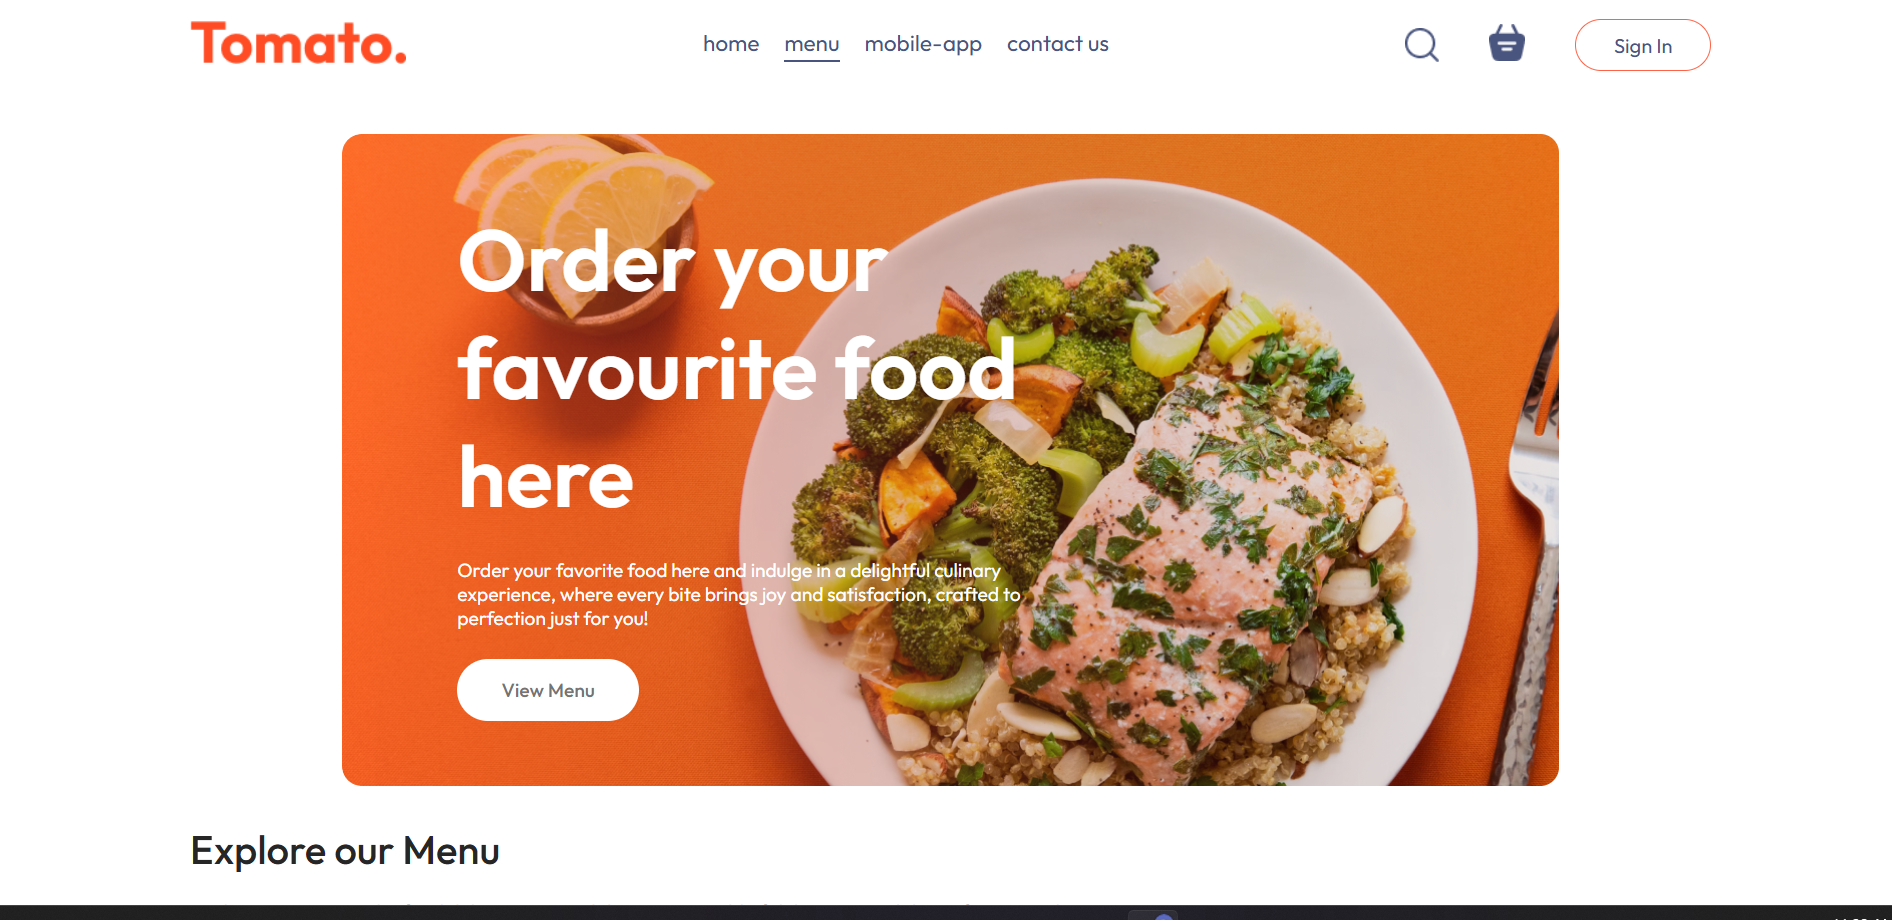 Tomato.
home menu mobile-app contact us
Sign In
Order your
favourite food
here
Order your favorite food here and indulge in a delightful culinary
experience, where every bite brings joy and satisfaction, crafted to
perfection just for you!
View Menu
Explore our Menu